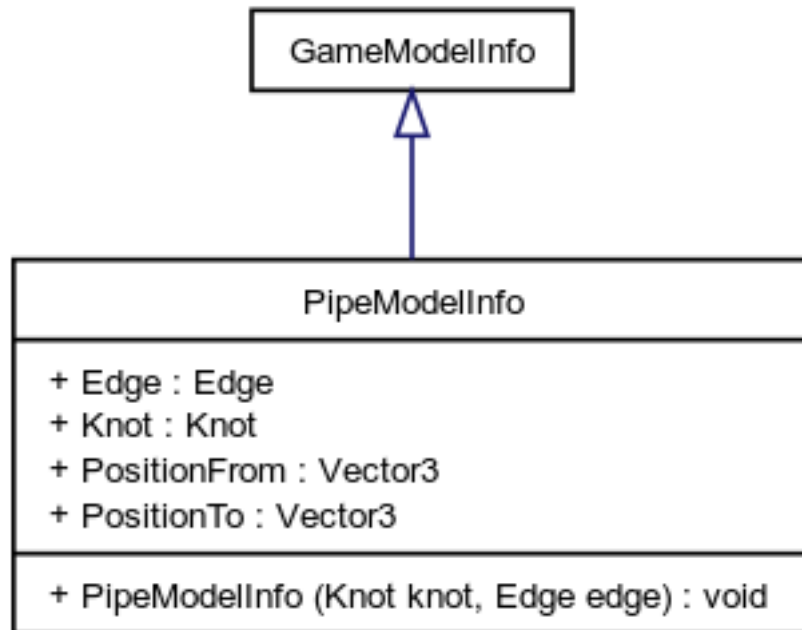 GameModelInfo
PipeModelInfo
+ Edge : Edge
+ Knot : Knot
+ PositionFrom : Vector3
+ PositionTo : Vector3
+ PipeModelInfo (Knot knot, Edge edge) : void